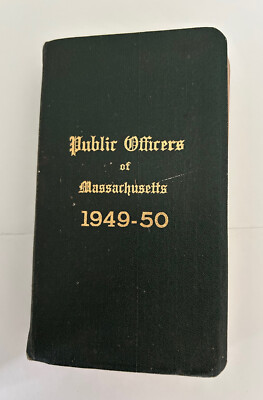 Public Officers
of
Massachusetts
1949-50